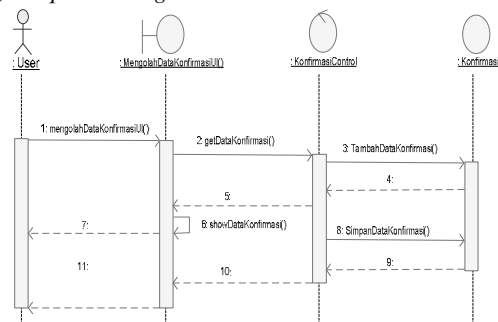 : User
: MengolahDataKonfirmasiUI()
: KonfirmasiControl
: Konfirmasi
1: mengolahDataKonfirmasiUI()
2: getDataKonfirmasi()
3: TambahDataKonfirmasi()
4:
5:
6: showDataKonfirmasi()
7:
8: SimpanDataKonfirmasi()
9:
10:
11: